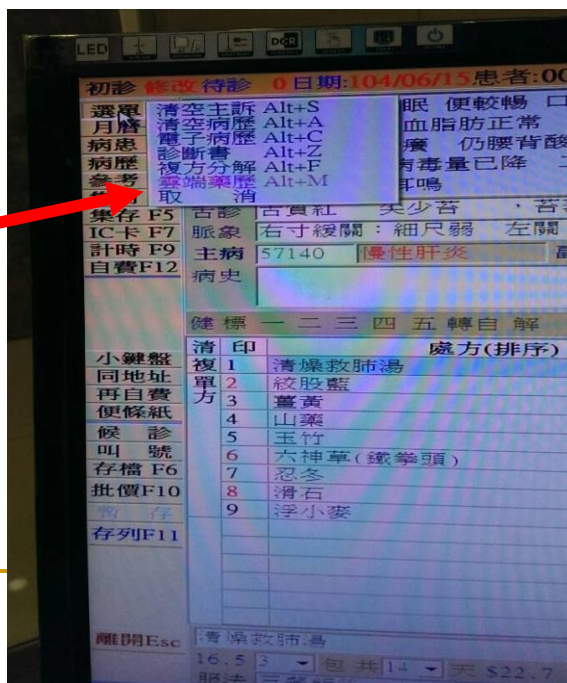 LED
初診 修改 待診 0 日期:104/06/15 患者:00
選單
月曆
病患
病歷
參考
集存 F5
IC卡 F7
計時 F9
自費F12
清空主訴 Alt+S
清空病歷 Alt+A
電子病歷 Alt+C
診斷書 Alt+Z
複方分解 Alt+F
雲端藥歷 Alt+M
取 消
眠 便較暢 口
血脂肪正常
癢 仍腰背酸
病毒量已降
耳鳴
舌診 舌質紅 尖少苔
脈象 右寸緩關：細尺弱 左關
主病 57140 慢性肝炎
病史
健 標 一 二 三 四 五 轉 自 解
清 印 處方(排序)
複 1 清燥救肺湯
單 2 絞股藍
方 3 薑黃
4 山藥
5 玉竹
6 六神草(鐵拳頭)
7 忍冬
8 滑石
9 浮小麥
小鍵盤
同地址
再自費
便條紙
候 診
叫 號
存檔 F6
批價F10
暫 存
存列F11
離開Esc
清燥救肺湯
16.5 3 包 共 14 天 $22.7
服法